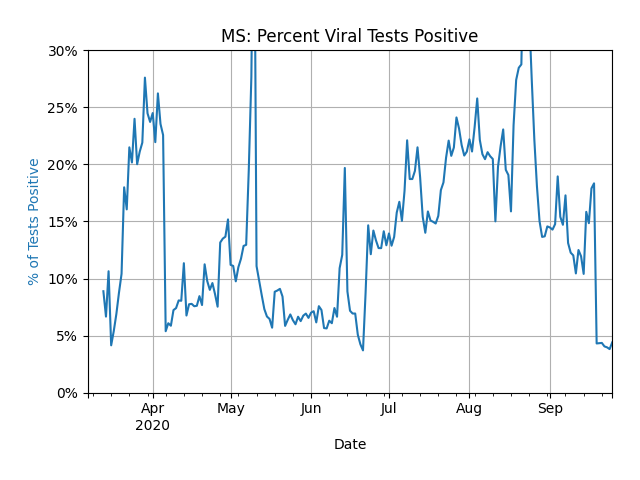 MS: Percent Viral Tests Positive
30%
25%
20%
15%
10%
5%
0%
% of Tests Positive
Apr May Jun Jul Aug Sep
2020
Date